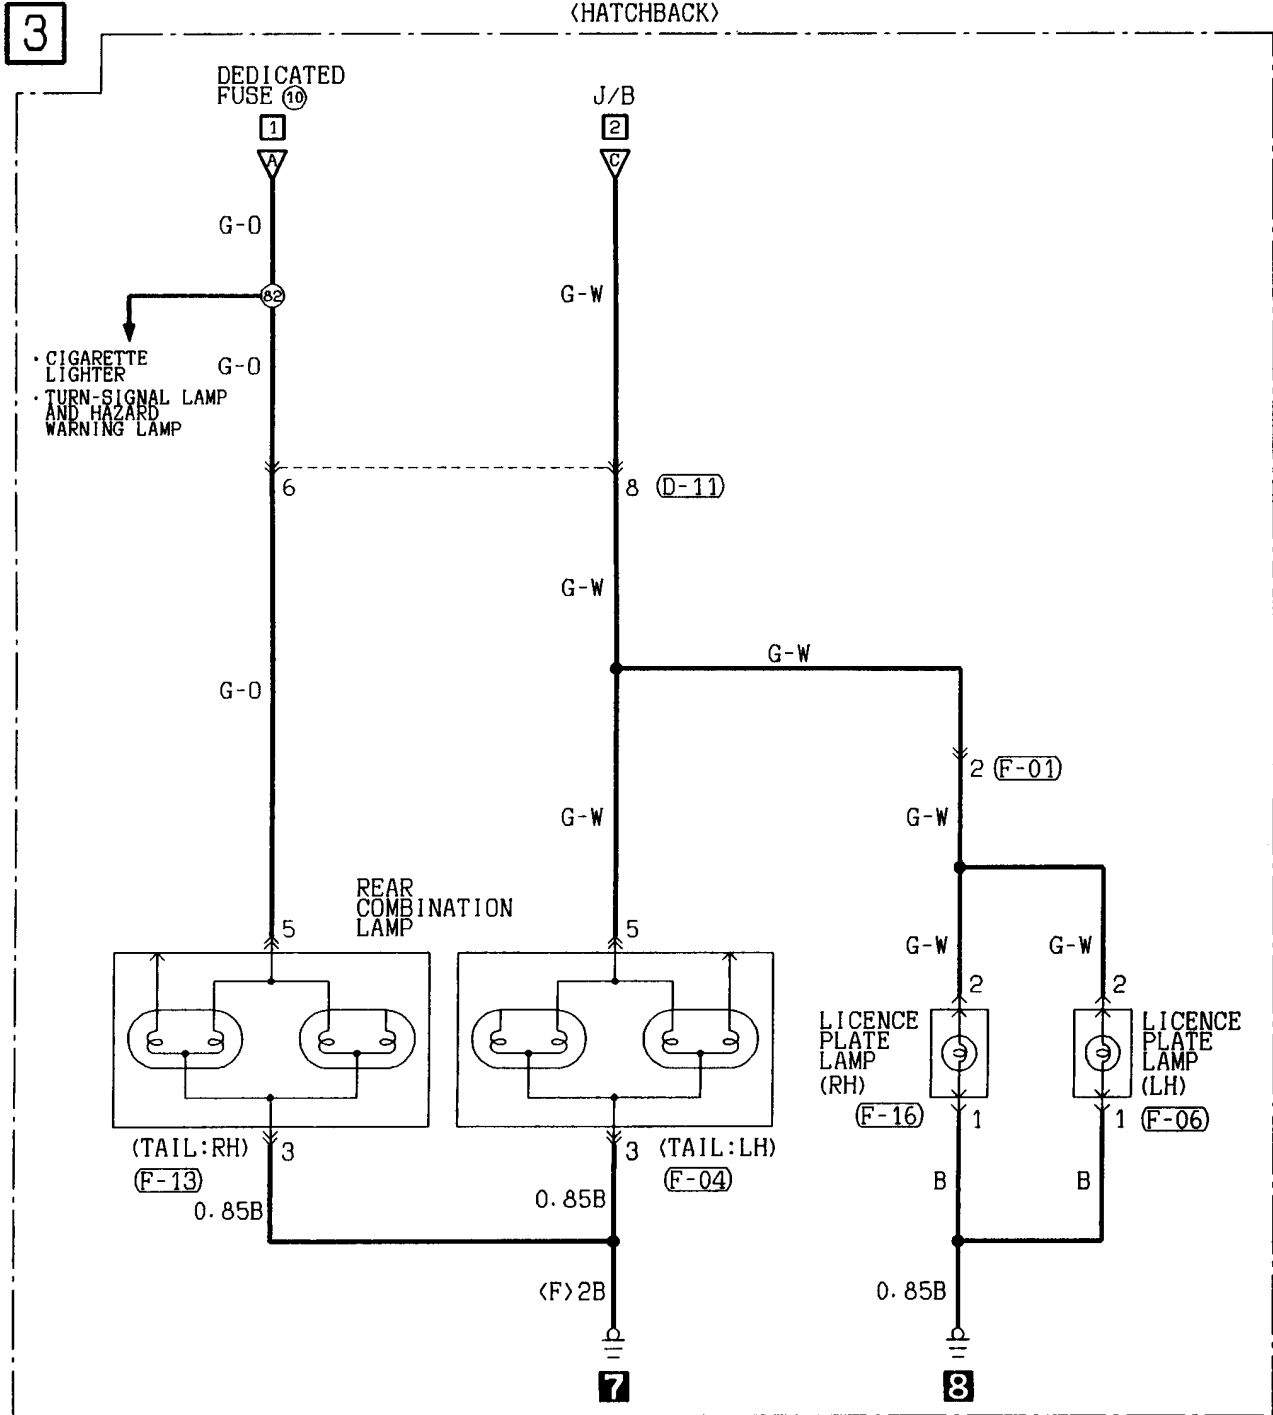 3
<HATCHBACK>
DEDICATED
FUSE 10
1
A
J/B
2
C
G-O
82
G-W
· CIGARETTE
LIGHTER
· TURN-SIGNAL LAMP
AND HAZARD
WARNING LAMP
G-O
6
8 (D-11)
G-W
G-W
G-O
2 (F-01)
G-W
G-W
REAR
COMBINATION
LAMP
5
5
G-W
G-W
2
2
LICENCE
PLATE
LAMP
(RH)
LICENCE
PLATE
LAMP
(LH)
(F-16)
1
1
(F-06)
(TAIL:RH)
3
(F-13)
3
(TAIL:LH)
(F-04)
0.85B
0.85B
B
B
<F>2B
0.85B
7
8